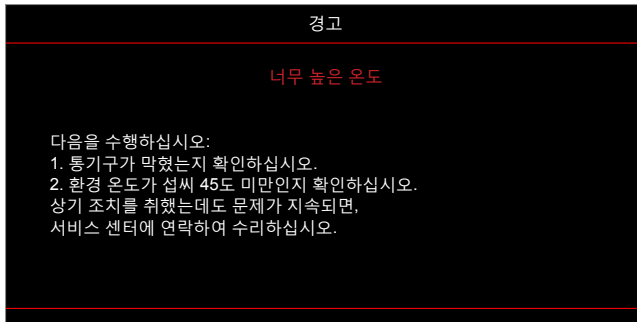 경고
너무 높은 온도
다음을 수행하십시오:
1. 통기구가 막혔는지 확인하십시오.
2. 환경 온도가 섭씨 45도 미만인지 확인하십시오.
상기 조치를 취했는데도 문제가 지속되면,
서비스 센터에 연락하여 수리하십시오.